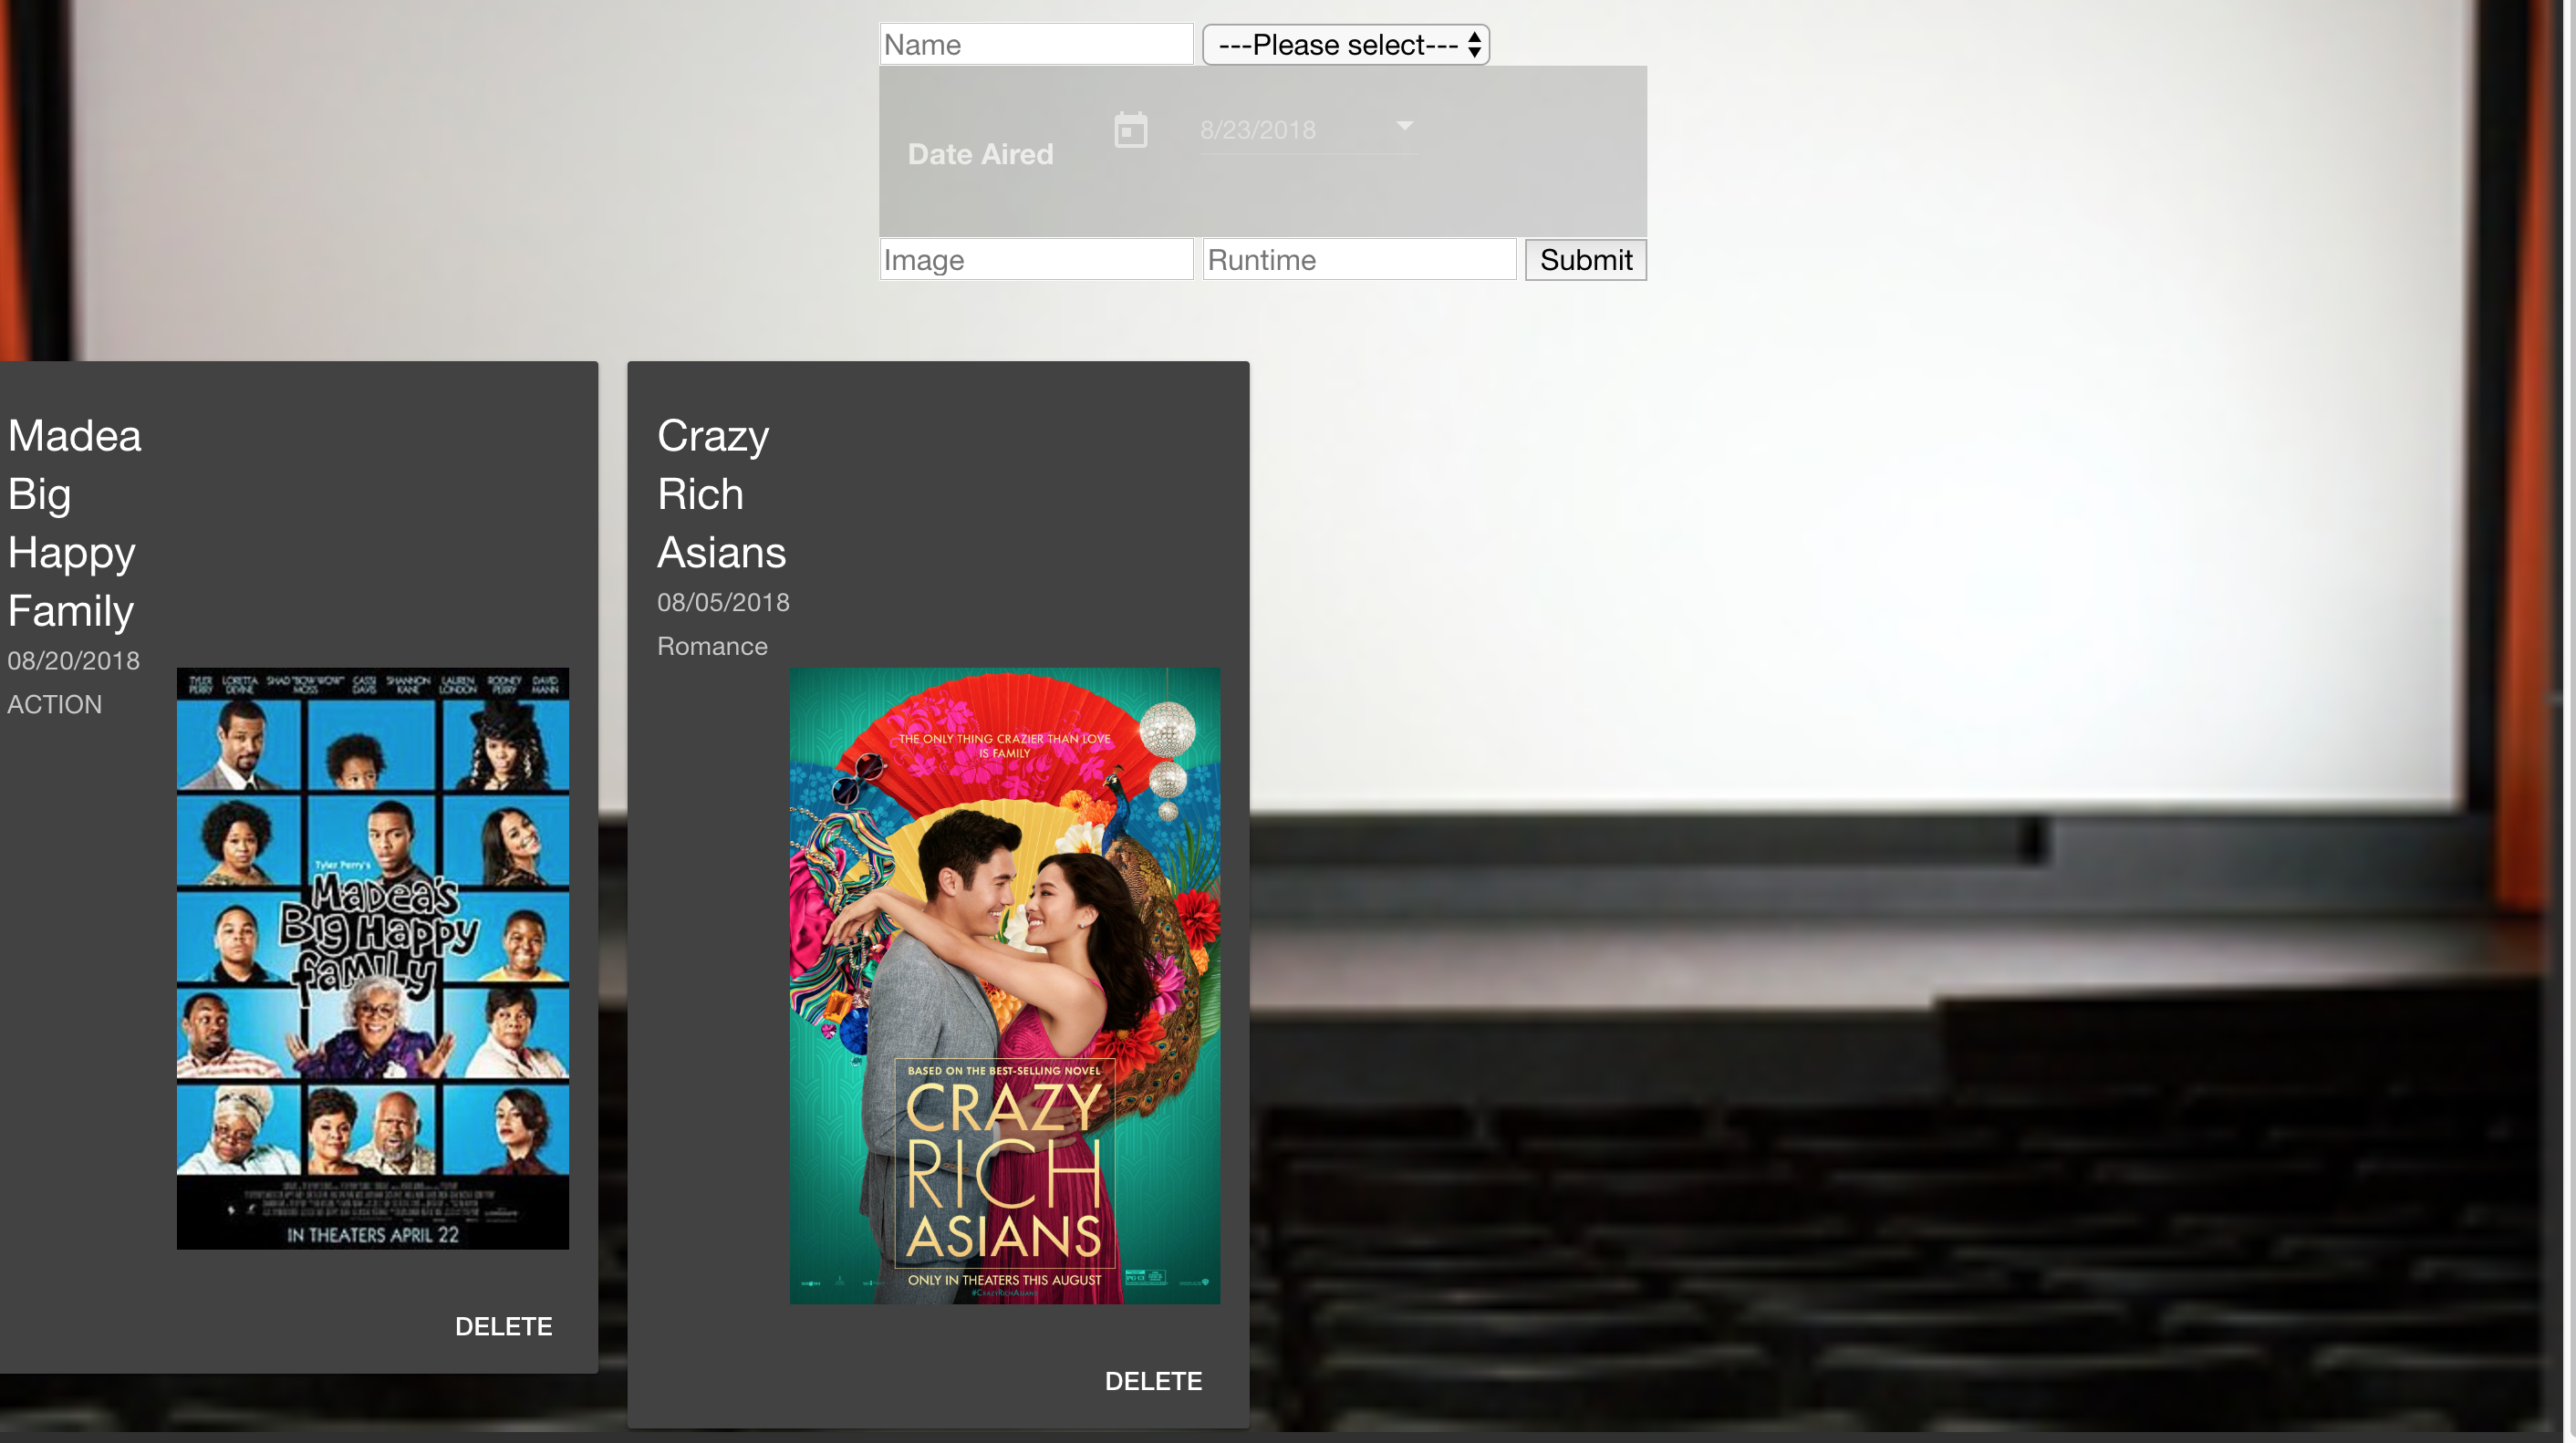 Name ---Please select---
Date Aired 8/23/2018
Image Runtime Submit
Madea
Big
Happy
Family
08/20/2018
ACTION
TYLER PERRY LORETTA DEVINE SHAD "BOW WOW" MOSS CASSI DAVIS SHANNON KANE LAUREN LONDON RODNEY PERRY DAVID MANN
Tyler Perry's
MADEA'S
BIG HAPPY
FAMILY
IN THEATERS APRIL 22
DELETE
Crazy
Rich
Asians
08/05/2018
Romance
THE ONLY THING CRAZIER THAN LOVE
IS FAMILY
BASED ON THE BEST-SELLING NOVEL
CRAZY
RICH
ASIANS
ONLY IN THEATERS THIS AUGUST
#CRAZYRICHASIANS
DELETE